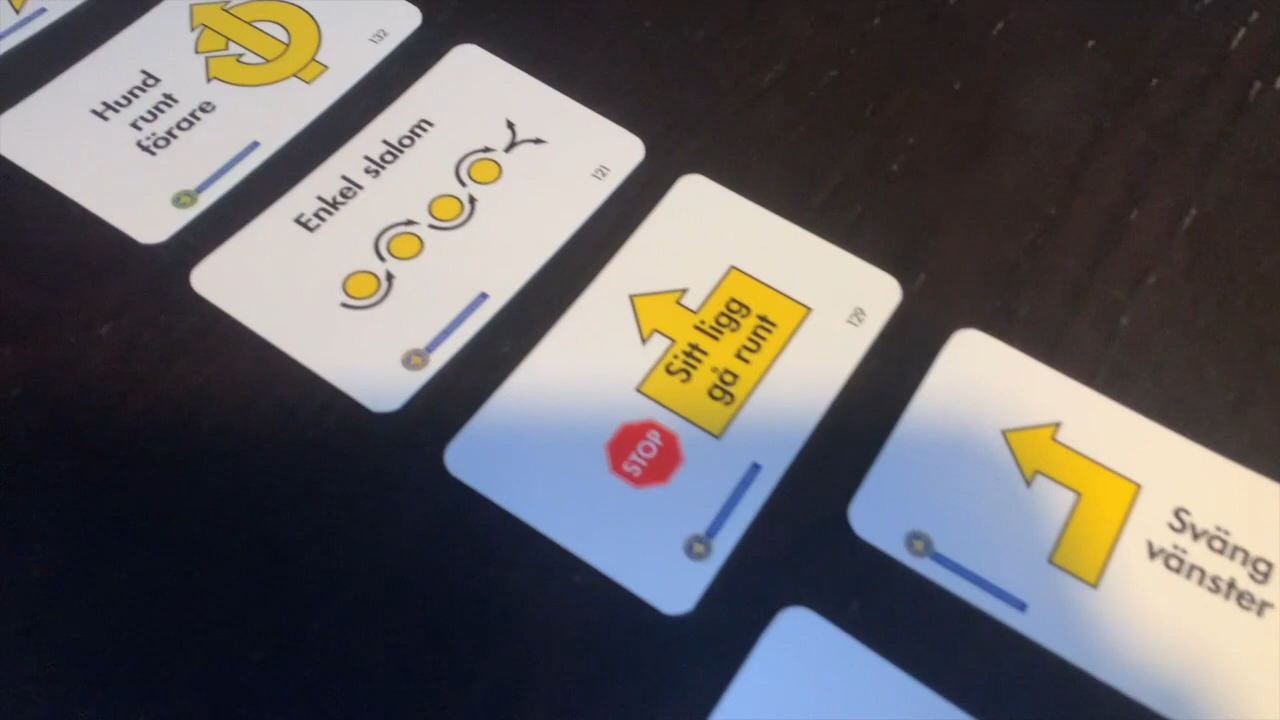 Hund
runt
förare
132
Enkel slalom
121
Sitt ligg
gå runt
STOP
129
Sväng
vänster